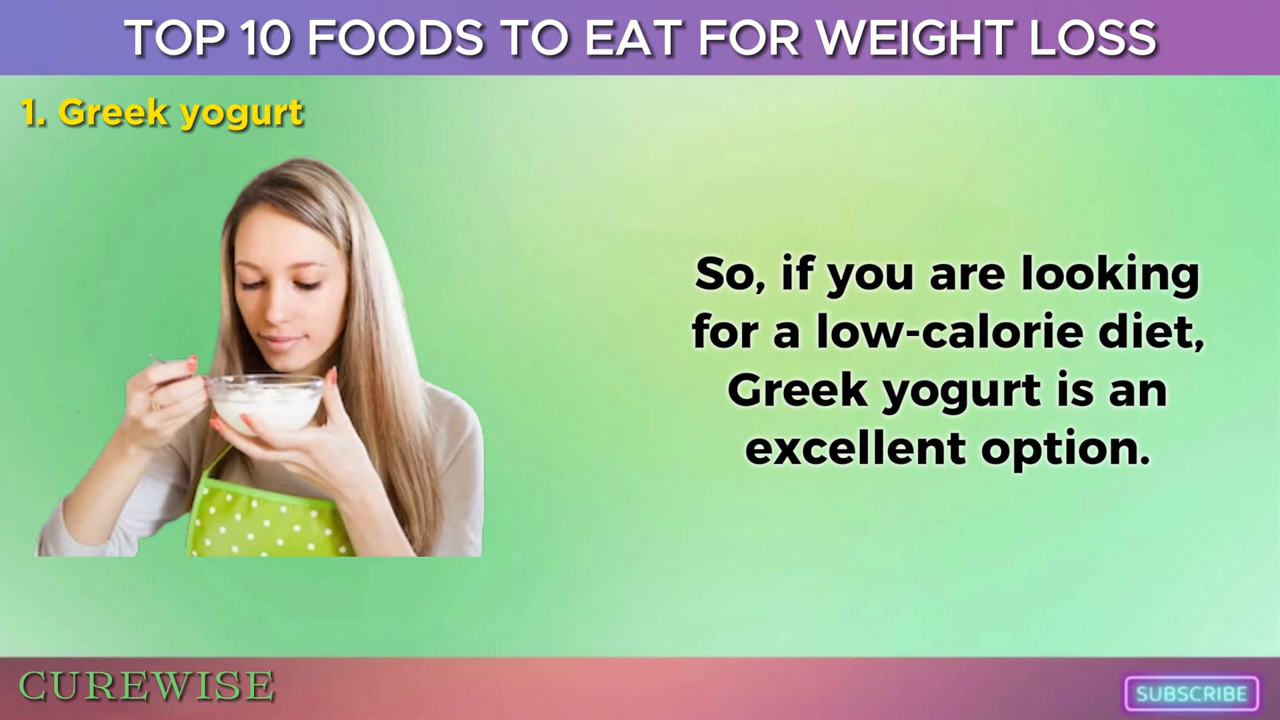 TOP 10 FOODS TO EAT FOR WEIGHT LOSS
1. Greek yogurt
So, if you are looking
for a low-calorie diet,
Greek yogurt is an
excellent option.
CUREWISE
SUBSCRIBE